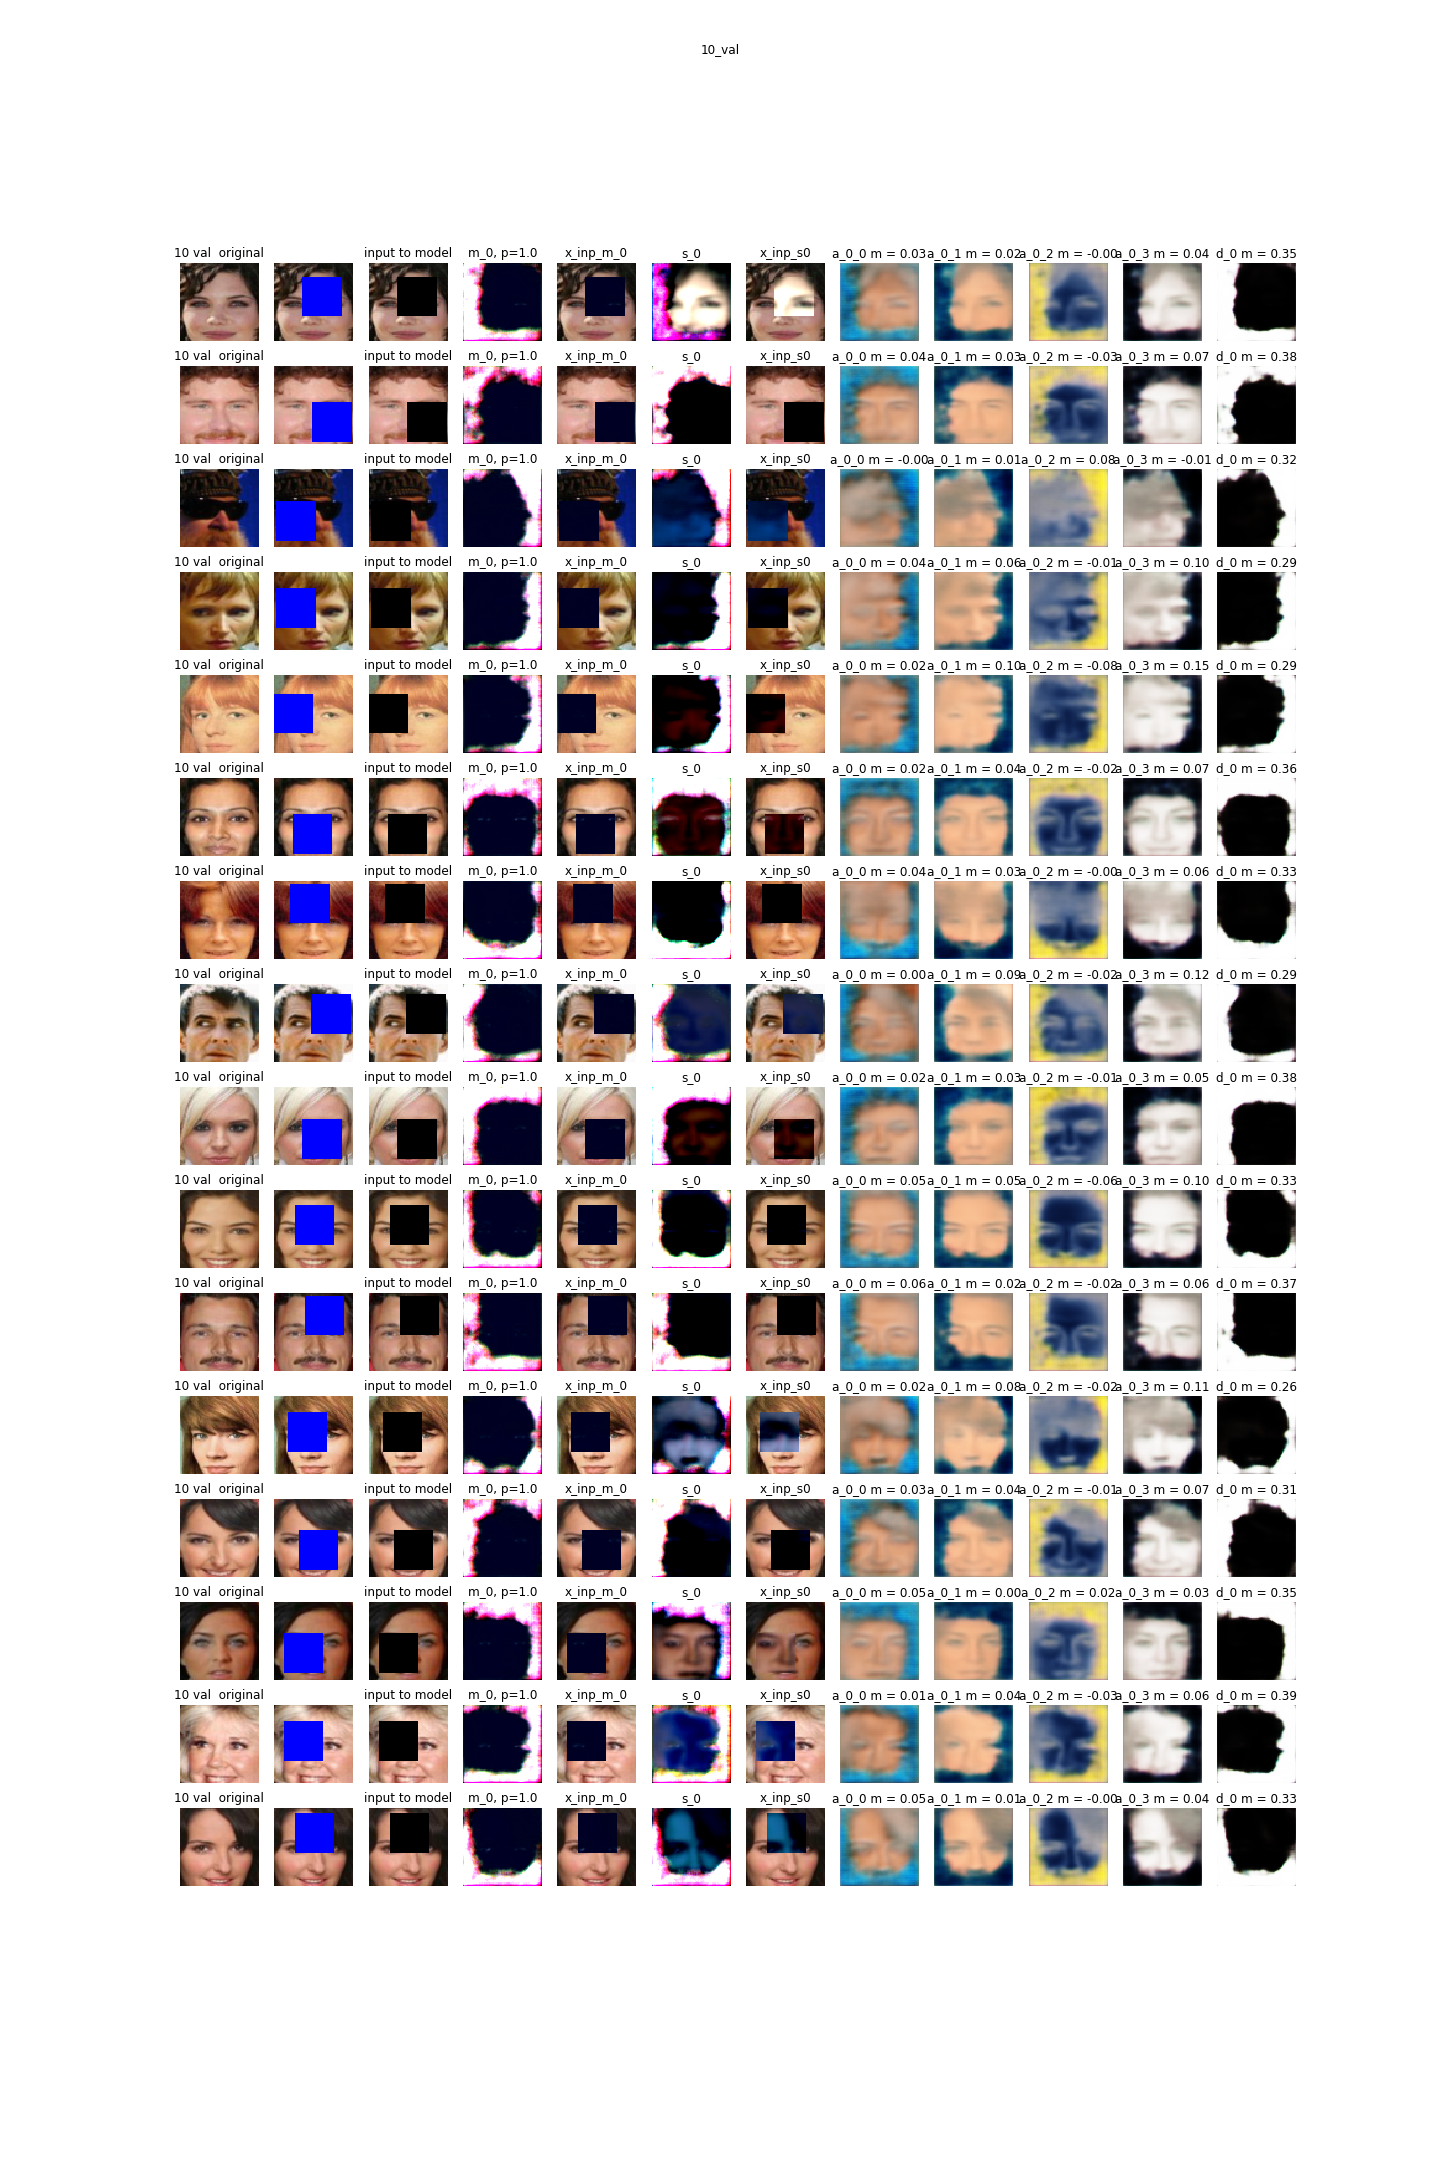 10_val
10 val original input to model m_0, p=1.0 x_inp_m_0 s_0 x_inp_s0 a_0_0 m = 0.03 a_0_1 m = 0.02 a_0_2 m = -0.00 a_0_3 m = 0.04 d_0 m = 0.35
10 val original input to model m_0, p=1.0 x_inp_m_0 s_0 x_inp_s0 a_0_0 m = 0.04 a_0_1 m = 0.03 a_0_2 m = -0.03 a_0_3 m = 0.07 d_0 m = 0.38
10 val original input to model m_0, p=1.0 x_inp_m_0 s_0 x_inp_s0 a_0_0 m = -0.00 a_0_1 m = 0.01 a_0_2 m = 0.08 a_0_3 m = -0.01 d_0 m = 0.32
10 val original input to model m_0, p=1.0 x_inp_m_0 s_0 x_inp_s0 a_0_0 m = 0.04 a_0_1 m = 0.06 a_0_2 m = -0.01 a_0_3 m = 0.10 d_0 m = 0.29
10 val original input to model m_0, p=1.0 x_inp_m_0 s_0 x_inp_s0 a_0_0 m = 0.02 a_0_1 m = 0.10 a_0_2 m = -0.08 a_0_3 m = 0.15 d_0 m = 0.29
10 val original input to model m_0, p=1.0 x_inp_m_0 s_0 x_inp_s0 a_0_0 m = 0.02 a_0_1 m = 0.04 a_0_2 m = -0.02 a_0_3 m = 0.07 d_0 m = 0.36
10 val original input to model m_0, p=1.0 x_inp_m_0 s_0 x_inp_s0 a_0_0 m = 0.04 a_0_1 m = 0.03 a_0_2 m = -0.00 a_0_3 m = 0.06 d_0 m = 0.33
10 val original input to model m_0, p=1.0 x_inp_m_0 s_0 x_inp_s0 a_0_0 m = 0.00 a_0_1 m = 0.09 a_0_2 m = -0.02 a_0_3 m = 0.12 d_0 m = 0.29
10 val original input to model m_0, p=1.0 x_inp_m_0 s_0 x_inp_s0 a_0_0 m = 0.02 a_0_1 m = 0.03 a_0_2 m = -0.01 a_0_3 m = 0.05 d_0 m = 0.38
10 val original input to model m_0, p=1.0 x_inp_m_0 s_0 x_inp_s0 a_0_0 m = 0.05 a_0_1 m = 0.05 a_0_2 m = -0.06 a_0_3 m = 0.10 d_0 m = 0.33
10 val original input to model m_0, p=1.0 x_inp_m_0 s_0 x_inp_s0 a_0_0 m = 0.06 a_0_1 m = 0.02 a_0_2 m = -0.02 a_0_3 m = 0.06 d_0 m = 0.37
10 val original input to model m_0, p=1.0 x_inp_m_0 s_0 x_inp_s0 a_0_0 m = 0.02 a_0_1 m = 0.08 a_0_2 m = -0.02 a_0_3 m = 0.11 d_0 m = 0.26
10 val original input to model m_0, p=1.0 x_inp_m_0 s_0 x_inp_s0 a_0_0 m = 0.03 a_0_1 m = 0.04 a_0_2 m = -0.01 a_0_3 m = 0.07 d_0 m = 0.31
10 val original input to model m_0, p=1.0 x_inp_m_0 s_0 x_inp_s0 a_0_0 m = 0.05 a_0_1 m = 0.00 a_0_2 m = 0.02 a_0_3 m = 0.03 d_0 m = 0.35
10 val original input to model m_0, p=1.0 x_inp_m_0 s_0 x_inp_s0 a_0_0 m = 0.01 a_0_1 m = 0.04 a_0_2 m = -0.03 a_0_3 m = 0.06 d_0 m = 0.39
10 val original input to model m_0, p=1.0 x_inp_m_0 s_0 x_inp_s0 a_0_0 m = 0.05 a_0_1 m = 0.01 a_0_2 m = -0.00 a_0_3 m = 0.04 d_0 m = 0.33